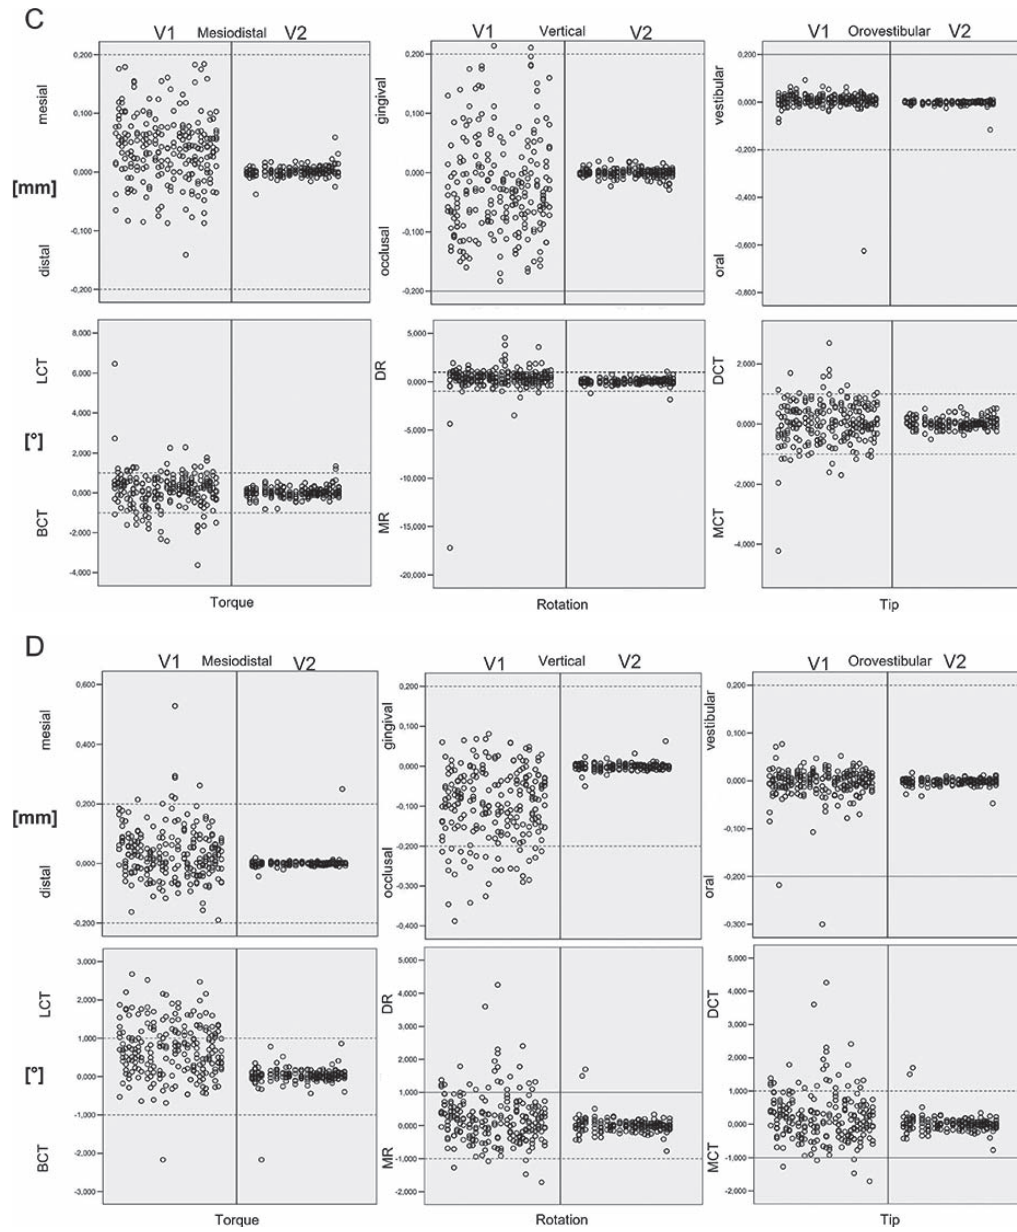 C
V1 Mesiodistal V2
V1 Vertical V2
V1 Orovestibular V2
mesial
[mm]
distal
0,200
0,100
0,000
-0,100
-0,200
gingival
occlusal
0,200
0,100
0,000
-0,100
-0,200
vestibular
oral
0,200
0,000
-0,200
-0,400
-0,600
-0,800
LCT
[°]
BCT
8,000
6,000
4,000
2,000
0,000
-2,000
-4,000
DR
MR
5,000
0,000
-5,000
-10,000
-15,000
-20,000
DCT
MCT
2,000
0,000
-2,000
-4,000
Torque
Rotation
Tip
D
V1 Mesiodistal V2
V1 Vertical V2
V1 Orovestibular V2
mesial
[mm]
distal
0,600
0,400
0,200
0,000
-0,200
gingival
occlusal
0,200
0,100
0,000
-0,100
-0,200
-0,300
-0,400
vestibular
oral
0,200
0,100
0,000
-0,100
-0,200
-0,300
LCT
[°]
BCT
3,000
2,000
1,000
0,000
-1,000
-2,000
-3,000
DR
MR
5,000
4,000
3,000
2,000
1,000
0,000
-1,000
-2,000
DCT
MCT
5,000
4,000
3,000
2,000
1,000
0,000
-1,000
-2,000
Torque
Rotation
Tip